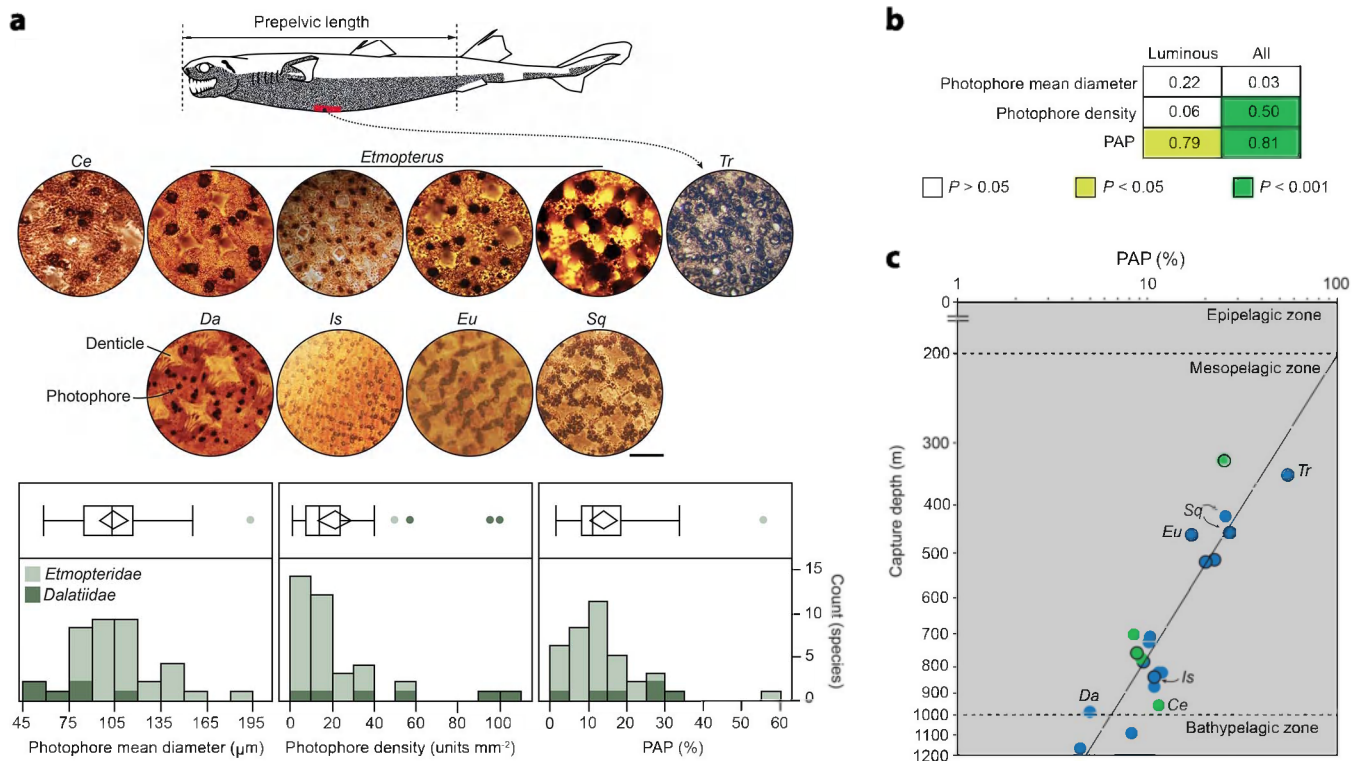 a
Prepelvic length
Ce
Etmopterus
Tr
Da
Is
Eu
Sq
Denticle
Photophore
Etmopteridae
Dalatiidae
15
10
5
0
Count (species)
45 75 105 135 165 195
Photophore mean diameter (µm)
0 20 40 60 80 100
Photophore density (units mm-2)
0 10 20 30 40 50 60
PAP (%)
b
Luminous All
Photophore mean diameter 0.22 0.03
Photophore density 0.06 0.50
PAP 0.79 0.81
P > 0.05 P < 0.05 P < 0.001
c
PAP (%)
1 10 100
0
Epipelagic zone
200
Mesopelagic zone
300
Tr
400
Sq
Eu
500
600
700
800
Is
900
Da
Ce
1000
Bathypelagic zone
1100
1200
Capture depth (m)